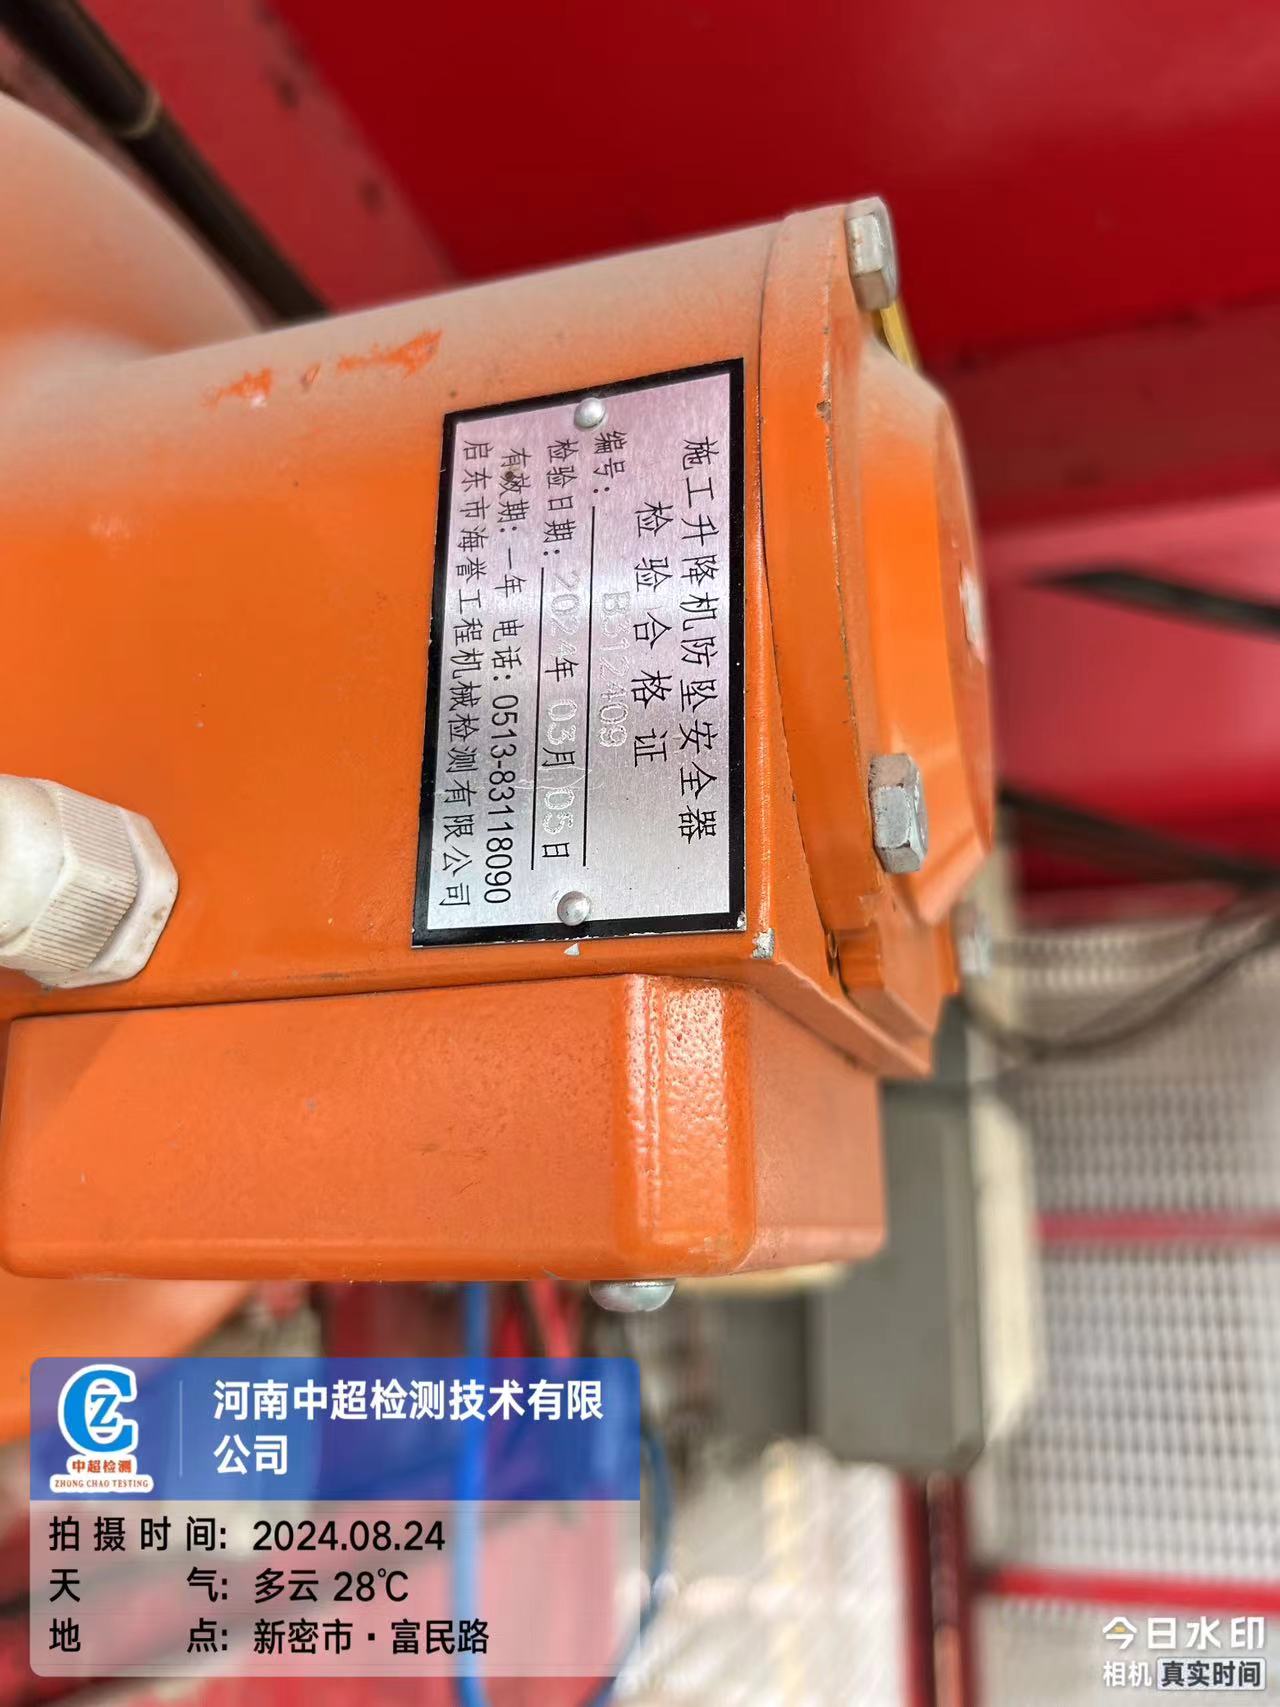 施工升降机防坠安全器
检验合格证
编号: B312409
检验日期: 2024年 03月 05日
有效期: 一年 电话: 0513-83118090
启东市海誉工程机械检测有限公司
中超检测
ZHONG CHAO TESTING
河南中超检测技术有限
公司
拍摄时间: 2024.08.24
天 气: 多云 28℃
地 点: 新密市·富民路
今日水印
相机 真实时间